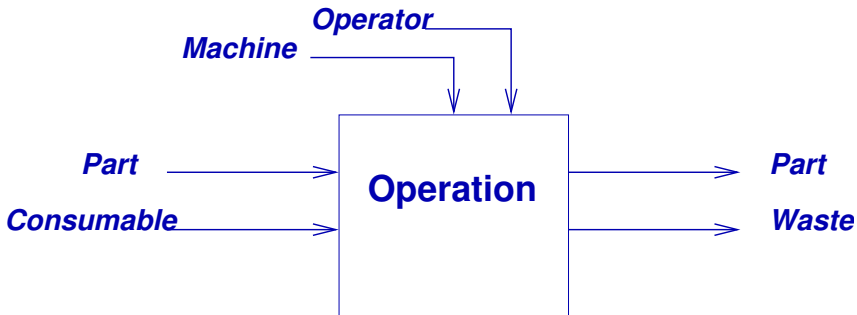 Operator
Machine
Part
Operation
Part
Consumable
Waste